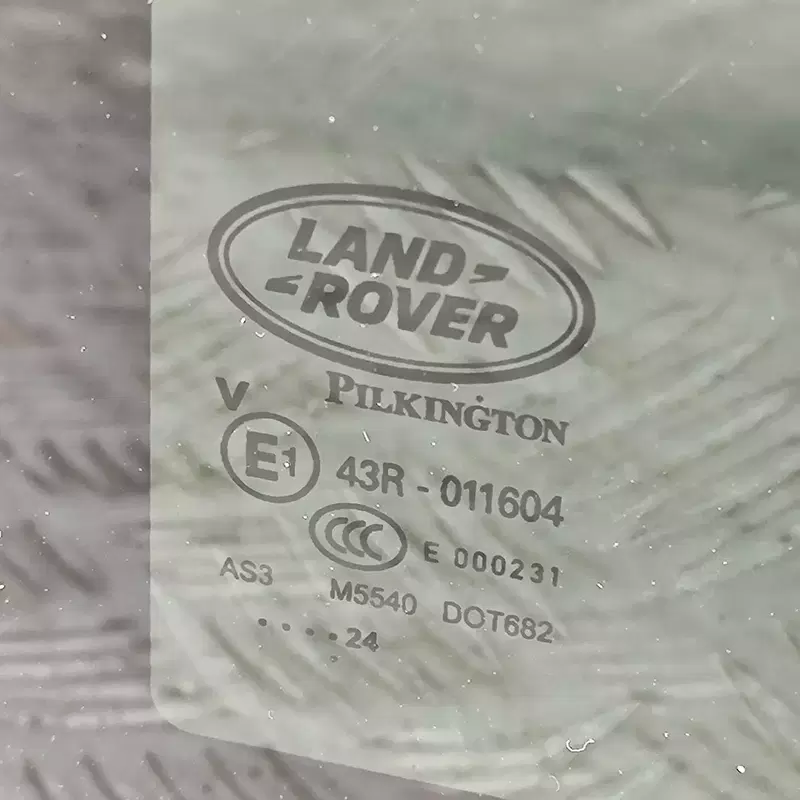 LAND
ROVER
PILKINGTON
V
E1 43R - 011604
CCC E 000231
AS3 M5540 DOT682
....24